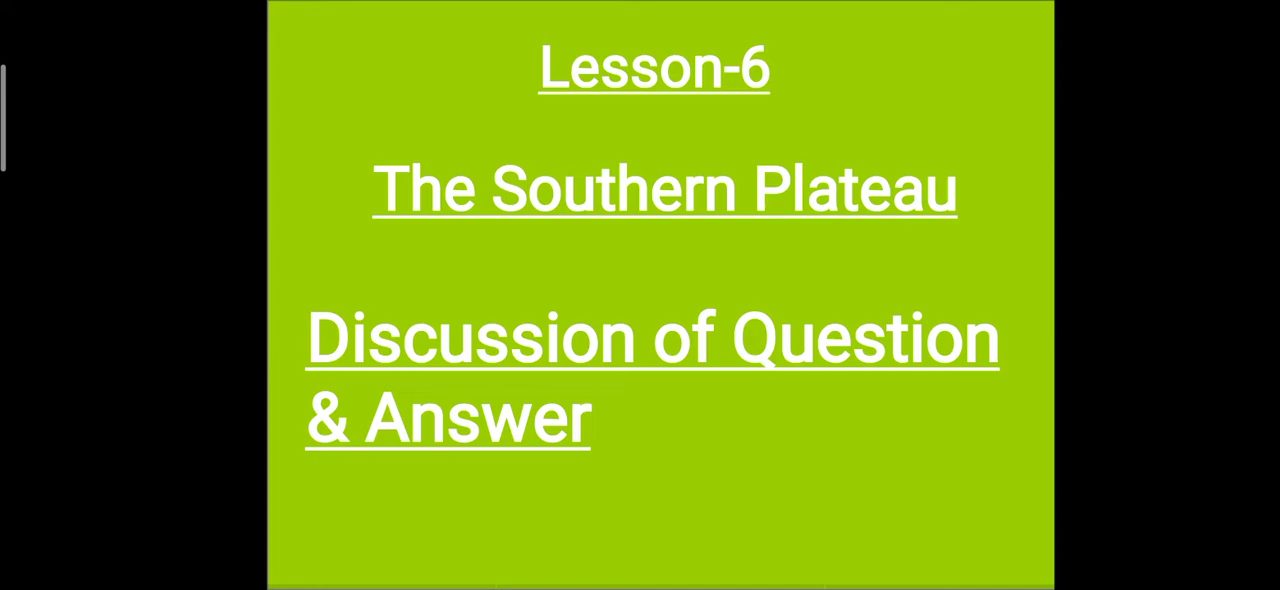 Lesson-6
The Southern Plateau
Discussion of Question
& Answer